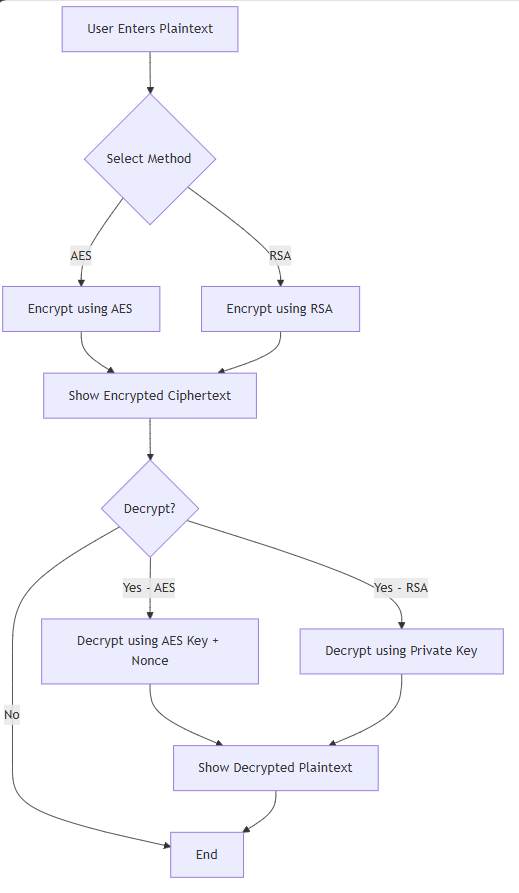 User Enters Plaintext
Select Method
AES
RSA
Encrypt using AES
Encrypt using RSA
Show Encrypted Ciphertext
Decrypt?
Yes - AES
Yes - RSA
Decrypt using AES Key +
Nonce
Decrypt using Private Key
No
Show Decrypted Plaintext
End